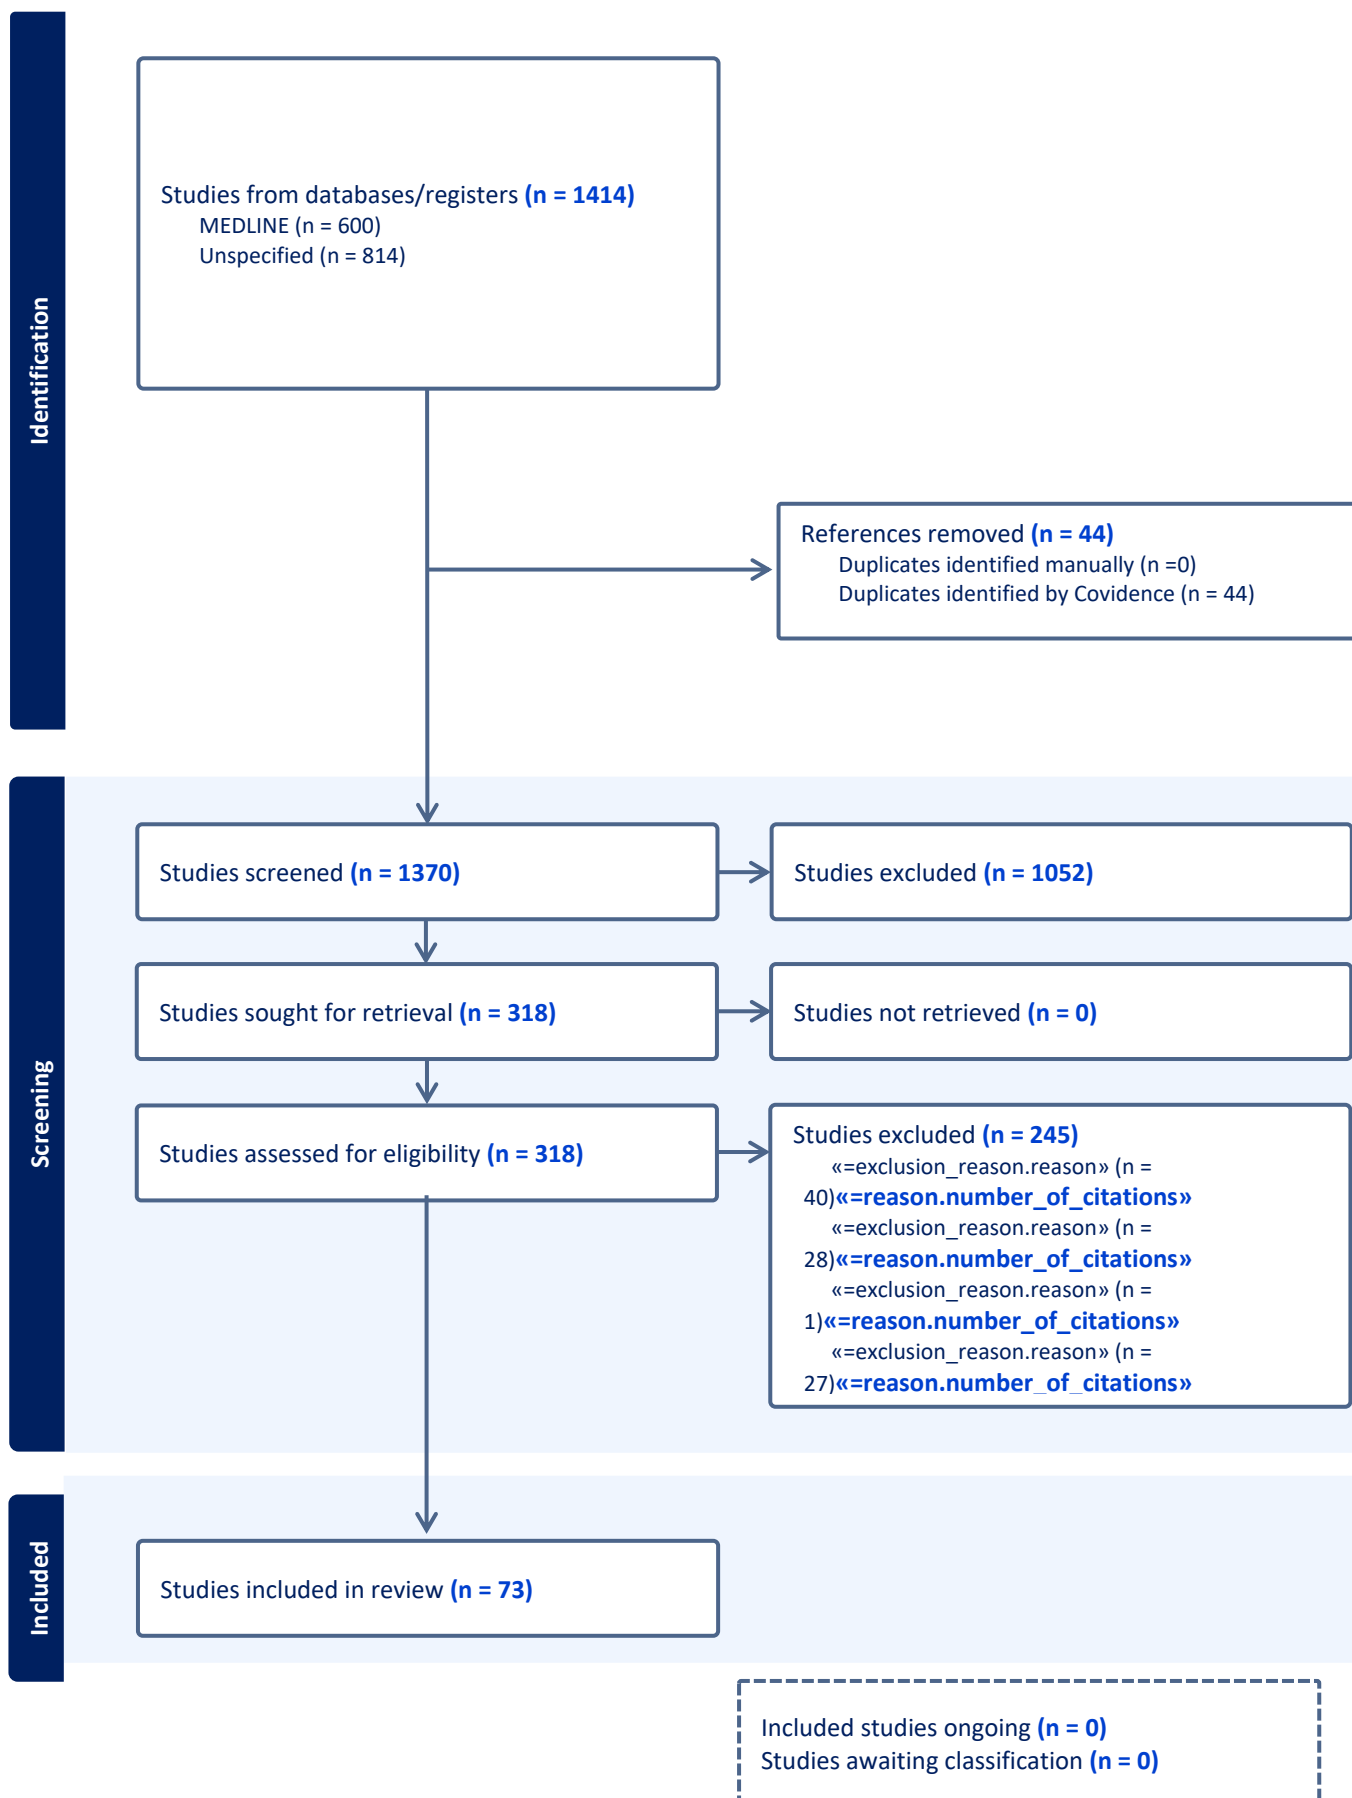 Identification
Studies from databases/registers (n = 1414)
MEDLINE (n = 600)
Unspecified (n = 814)
References removed (n = 44)
Duplicates identified manually (n =0)
Duplicates identified by Covidence (n = 44)
Screening
Studies screened (n = 1370)
Studies excluded (n = 1052)
Studies sought for retrieval (n = 318)
Studies not retrieved (n = 0)
Studies assessed for eligibility (n = 318)
Studies excluded (n = 245)
«=exclusion_reason.reason» (n =
40)«=reason.number_of_citations»
«=exclusion_reason.reason» (n =
28)«=reason.number_of_citations»
«=exclusion_reason.reason» (n =
1)«=reason.number_of_citations»
«=exclusion_reason.reason» (n =
27)«=reason.number_of_citations»
Included
Studies included in review (n = 73)
Included studies ongoing (n = 0)
Studies awaiting classification (n = 0)